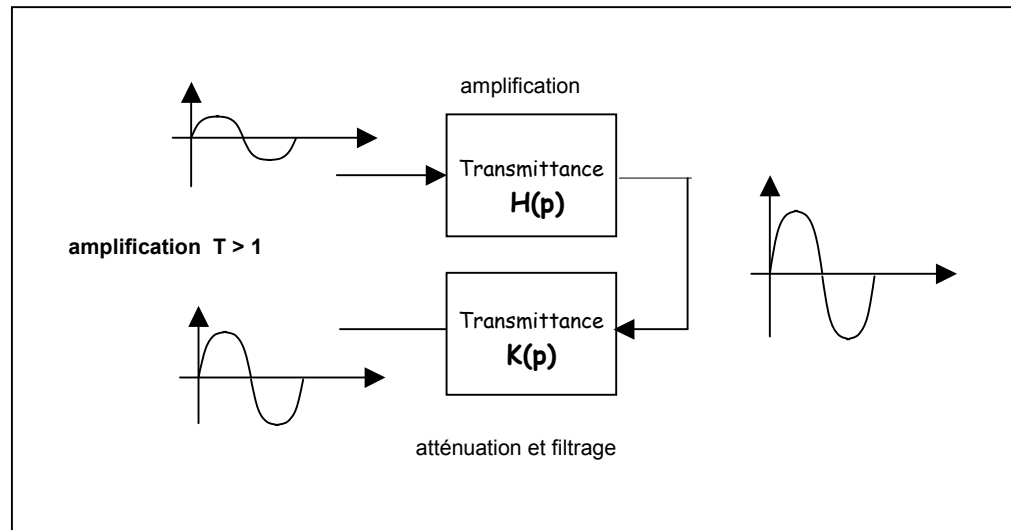 amplification
Transmittance
H(p)
amplification T > 1
Transmittance
K(p)
atténuation et filtrage